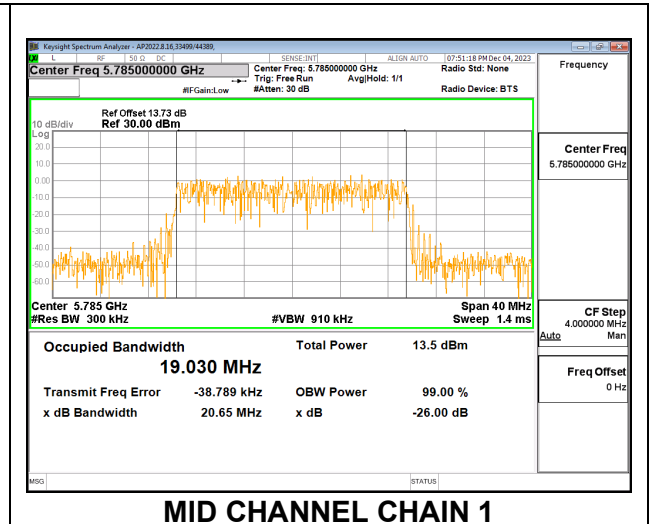 Keysight Spectrum Analyzer - AP2022.8.16,33499/44389,
L RF 50 Ω DC SENSE:INT ALIGN AUTO 07:51:18 PM Dec 04, 2023
Center Freq 5.785000000 GHz
Center Freq: 5.785000000 GHz
Radio Std: None
Trig: Free Run Avg|Hold: 1/1
#IFGain:Low #Atten: 30 dB Radio Device: BTS
Frequency
Ref Offset 13.73 dB
10 dB/div Ref 30.00 dBm
Log
20.0
10.0
0.00
-10.0
-20.0
-30.0
-40.0
-50.0
-60.0
Center 5.785 GHz Span 40 MHz
#Res BW 300 kHz #VBW 910 kHz Sweep 1.4 ms
Center Freq
5.785000000 GHz
CF Step
4.000000 MHz
Auto Man
Freq Offset
0 Hz
Occupied Bandwidth Total Power 13.5 dBm
19.030 MHz
Transmit Freq Error -38.789 kHz OBW Power 99.00 %
x dB Bandwidth 20.65 MHz x dB -26.00 dB
MSG STATUS
MID CHANNEL CHAIN 1